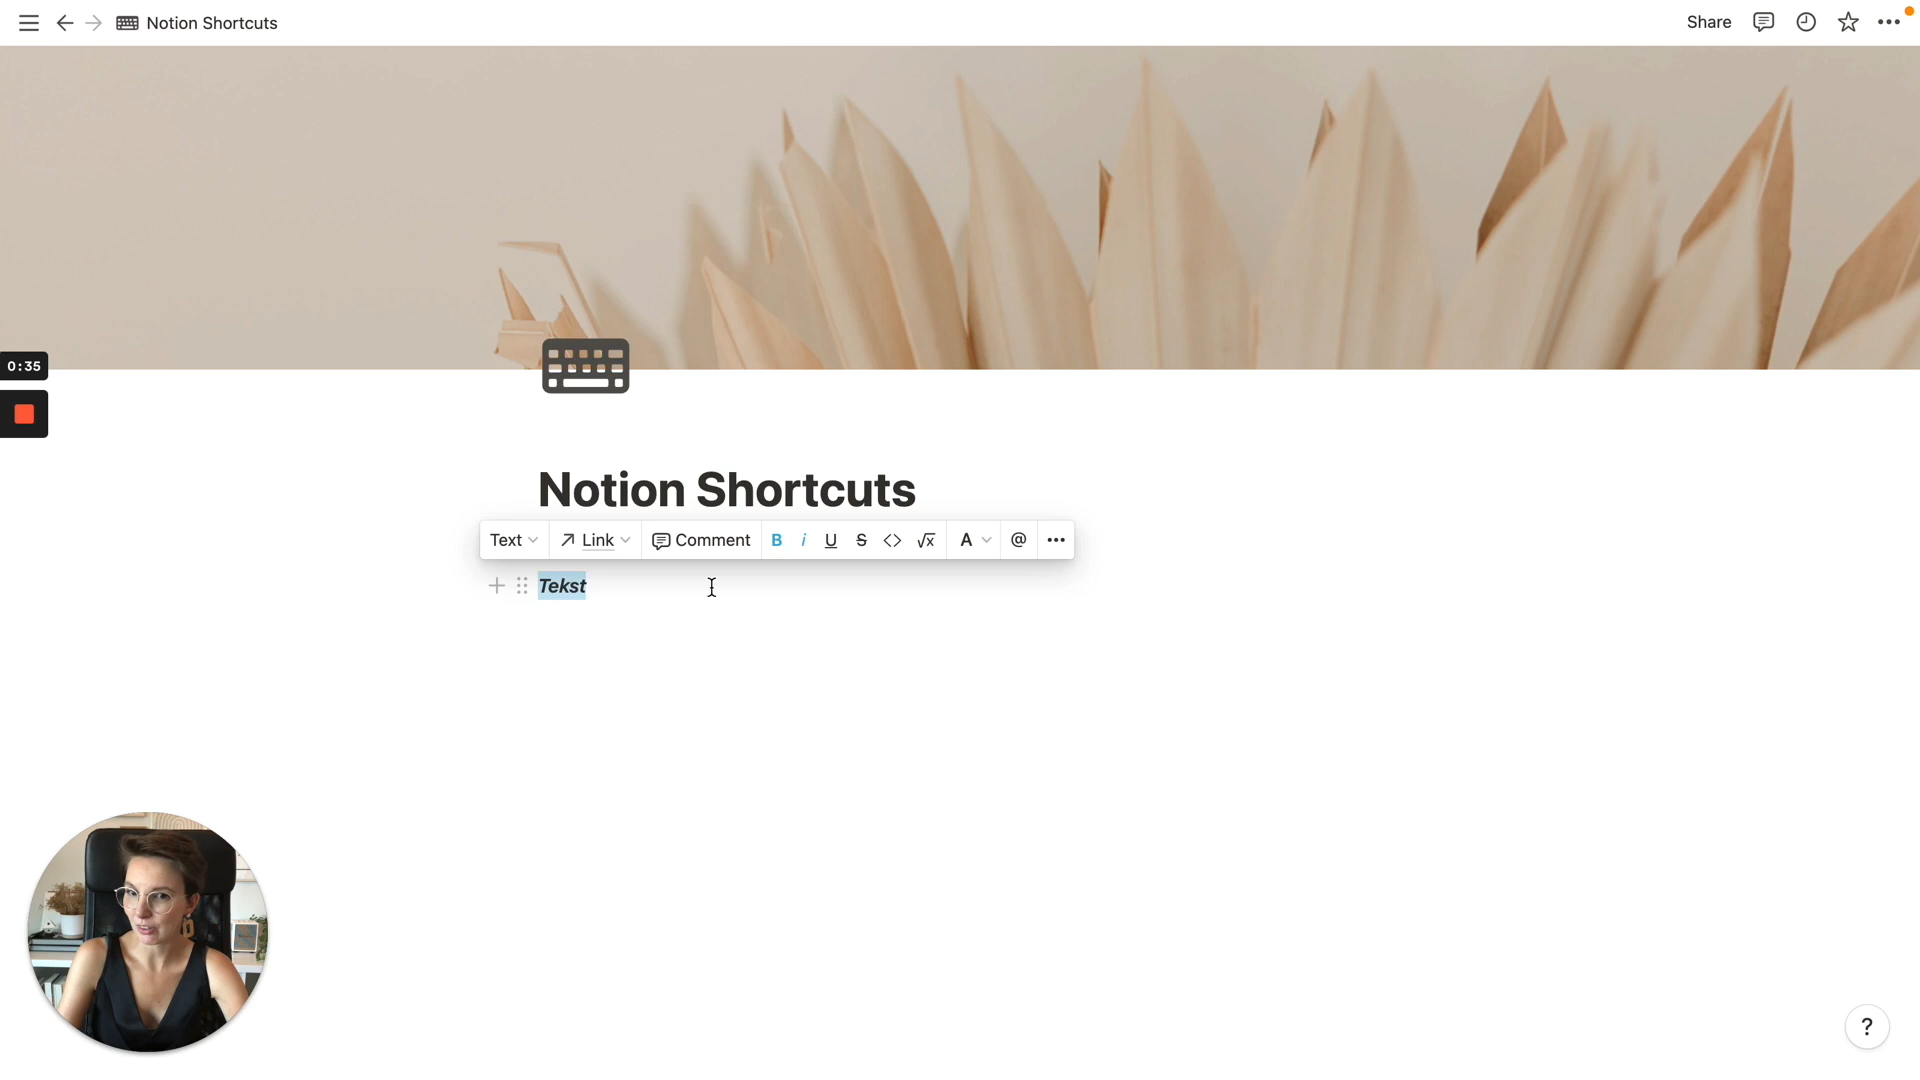 Notion Shortcuts
Share
0:35
Notion Shortcuts
Text Link Comment B i U S <> √x A @ •••
Tekst
?